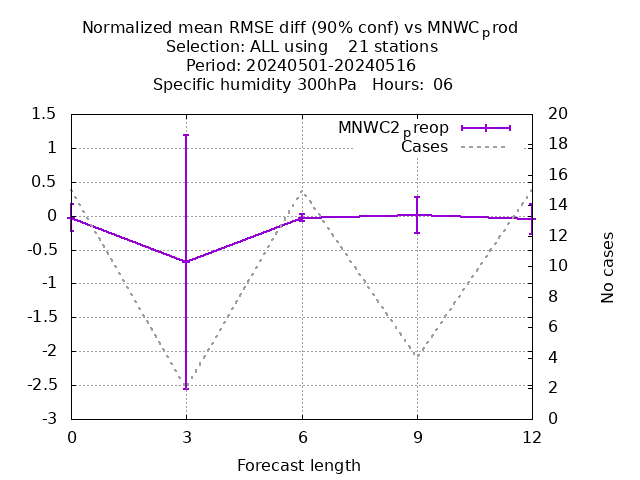 Normalized mean RMSE diff (90% conf) vs MNWCprod
Selection: ALL using    21 stations
Period: 20240501-20240516
Specific humidity 300hPa   Hours:  06
MNWC2preop
Cases
1.5
1
0.5
0
-0.5
-1
-1.5
-2
-2.5
-3
20
18
16
14
12
10
8
6
4
2
0
No cases
0 3 6 9 12
Forecast length